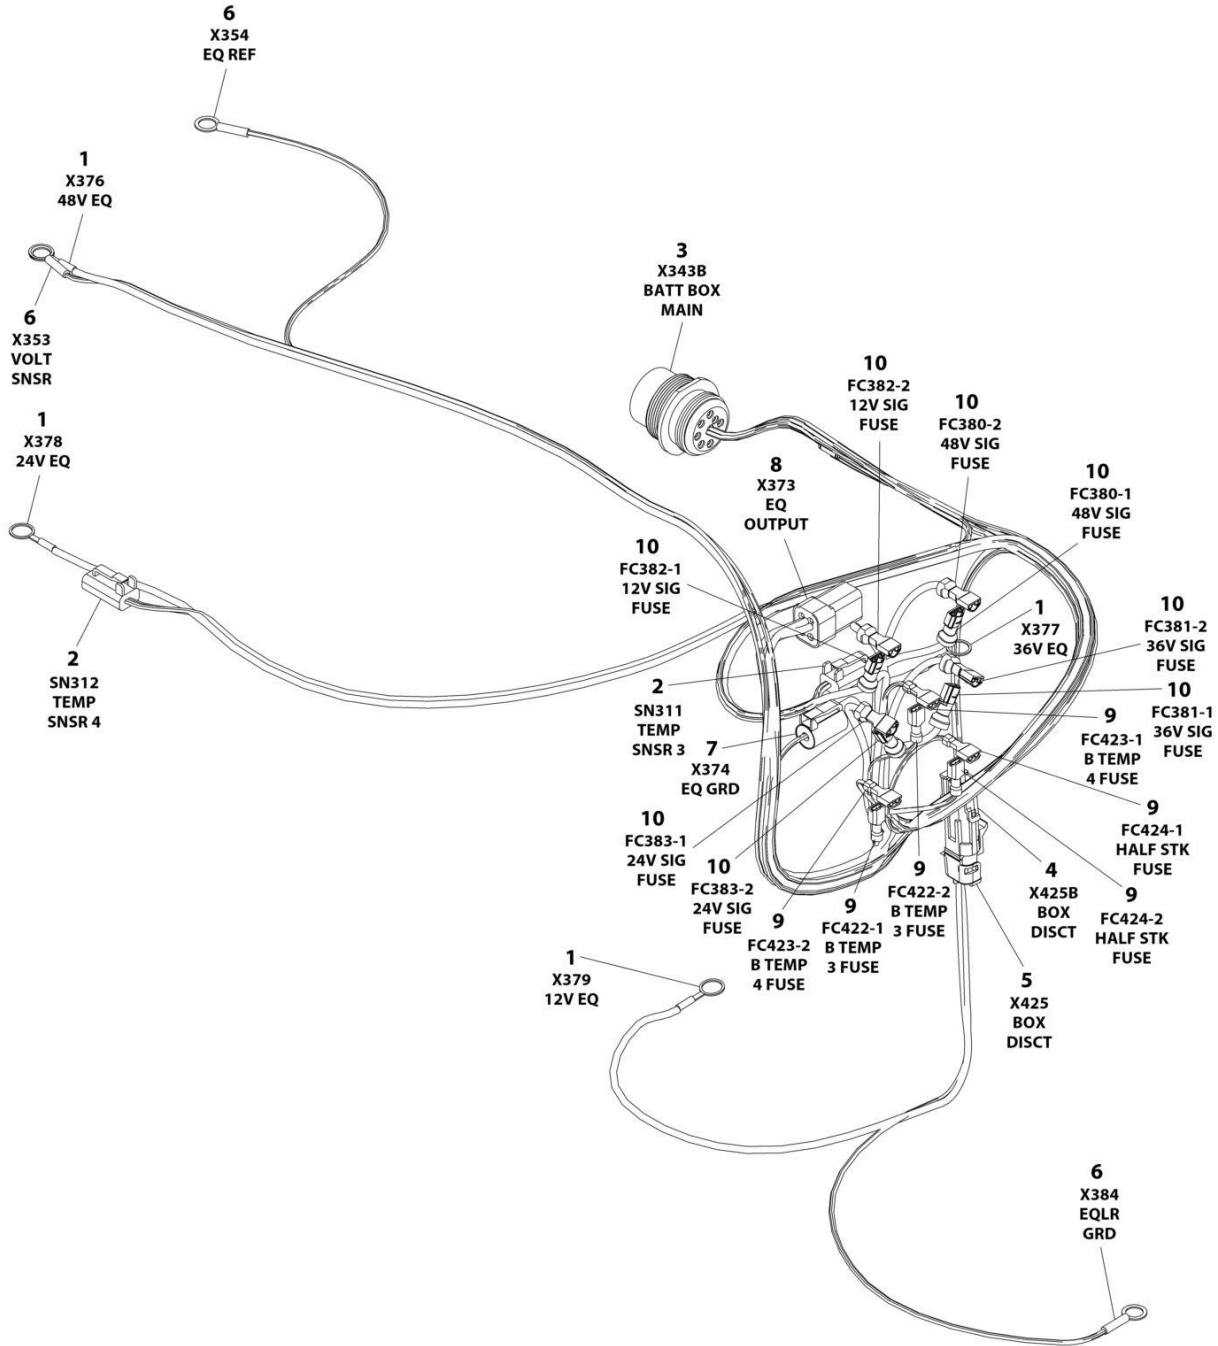 6
X354
EQ REF
1
X376
48V EQ
6
X353
VOLT
SNSR
3
X343B
BATT BOX
MAIN
10
FC382-2
12V SIG
FUSE
10
FC380-2
48V SIG
FUSE
1
X378
24V EQ
8
X373
EQ
OUTPUT
10
FC380-1
48V SIG
FUSE
10
FC382-1
12V SIG
FUSE
1
X377
36V EQ
10
FC381-2
36V SIG
FUSE
2
SN312
TEMP
SNSR 4
2
SN311
TEMP
SNSR 3
10
FC381-1
36V SIG
FUSE
9
FC423-1
B TEMP
4 FUSE
7
X374
EQ GRD
9
FC424-1
HALF STK
FUSE
10
FC383-1
24V SIG
FUSE
10
FC383-2
24V SIG
FUSE
9
FC423-2
B TEMP
4 FUSE
9
FC422-1
B TEMP
3 FUSE
9
FC422-2
B TEMP
3 FUSE
4
X425B
BOX
DISCT
9
FC424-2
HALF STK
FUSE
1
X379
12V EQ
5
X425
BOX
DISCT
6
X384
EQLR
GRD